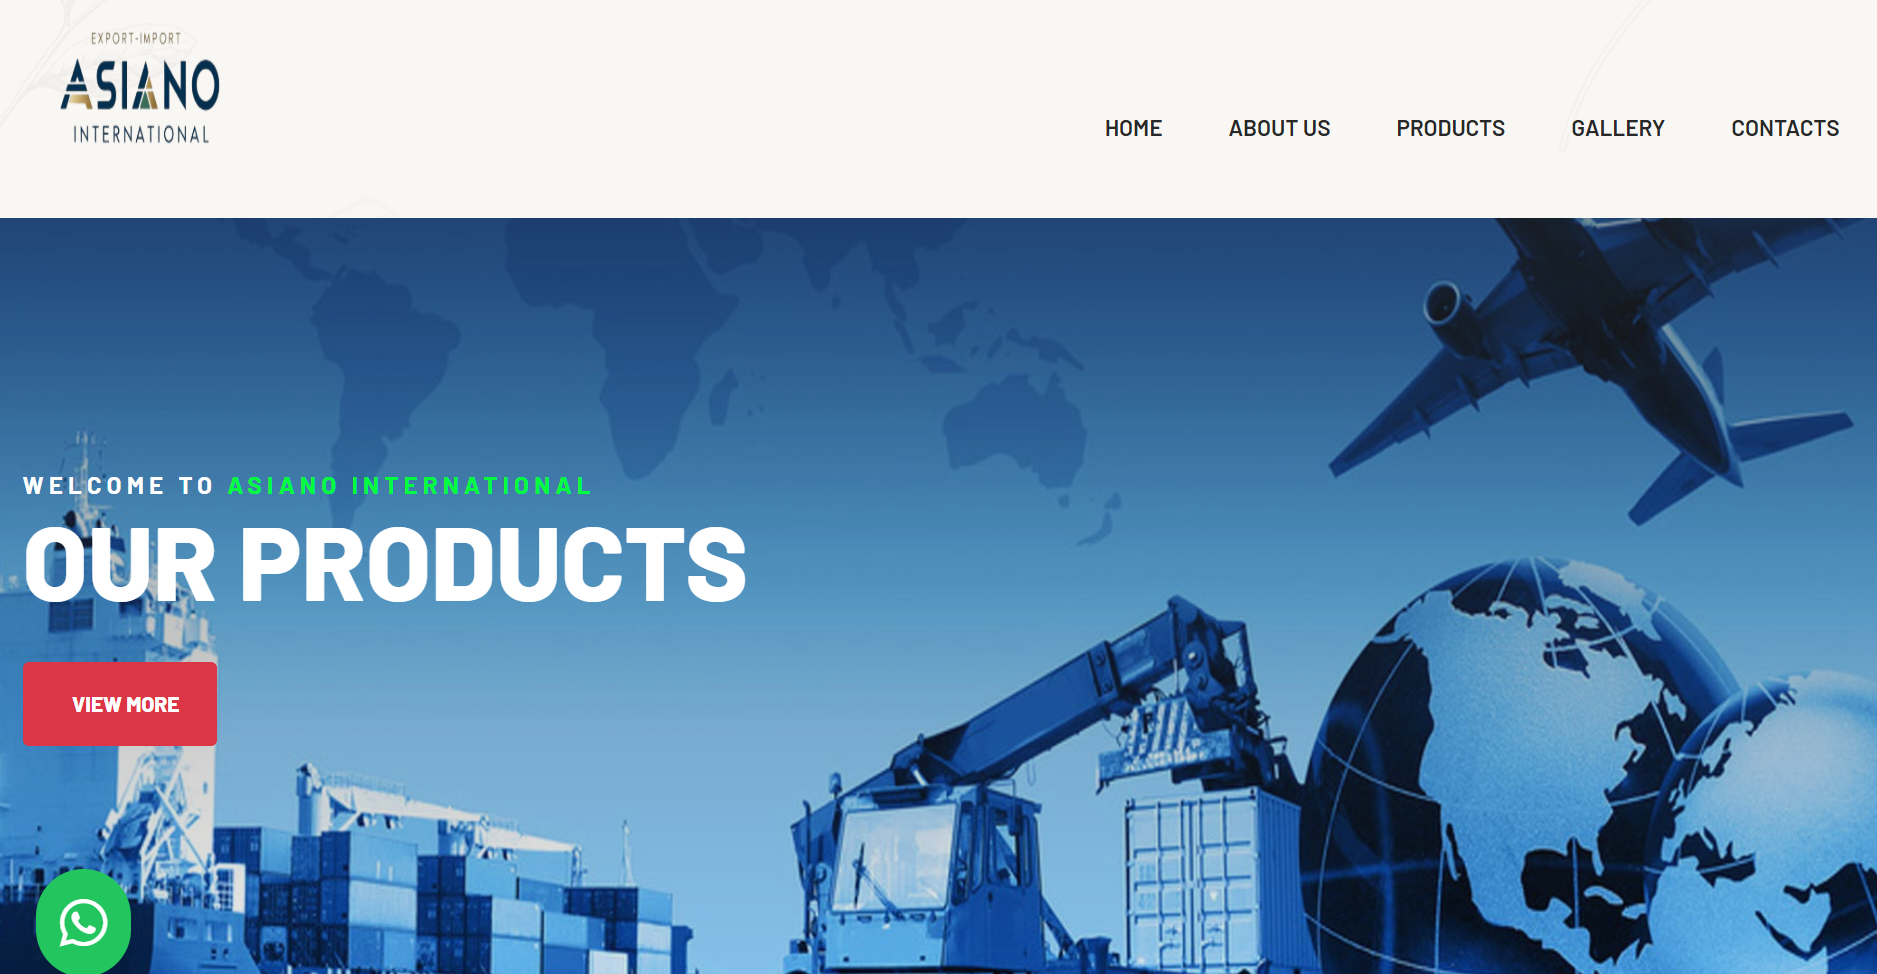 EXPORT-IMPORT
ASIANO
INTERNATIONAL
HOME ABOUT US PRODUCTS GALLERY CONTACTS
WELCOME TO ASIANO INTERNATIONAL
OUR PRODUCTS
VIEW MORE